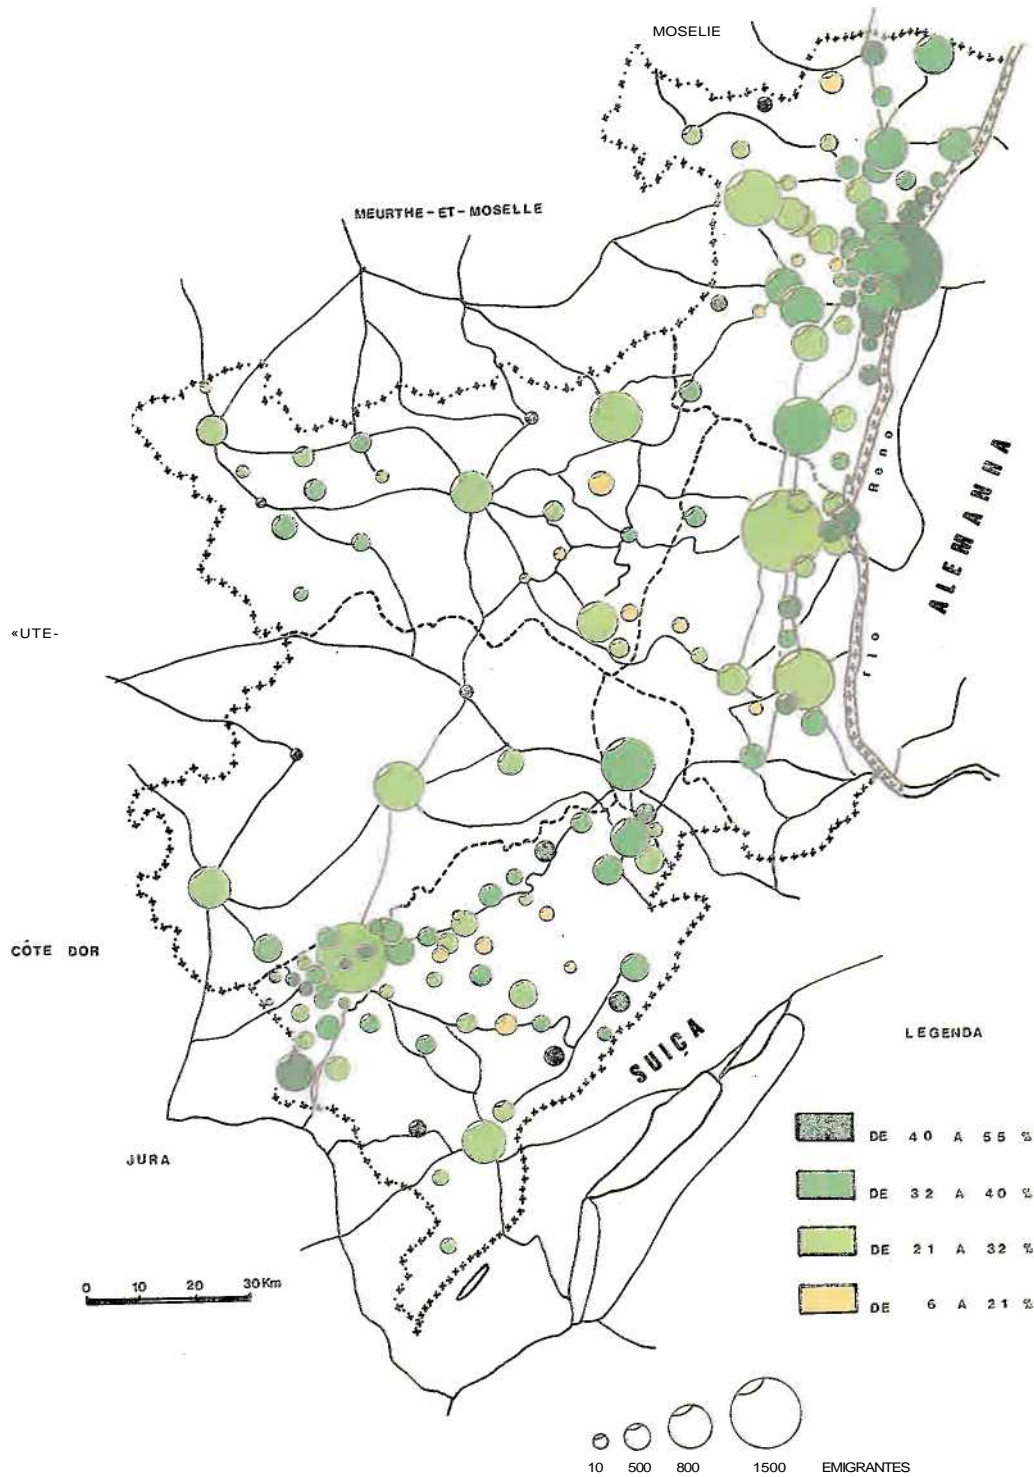 MOSELIE
MEURTHE-ET-MOSELLE
Reno
ALEMANHA
rio
«UTE-
CÔTE DOR
SUIÇA
LEGENDA
DE 40 A 55 %
JURA
DE 32 A 40 %
DE 21 A 32 %
0 10 20 30Km
DE 6 A 21 %
10 500 800 1500 EMIGRANTES